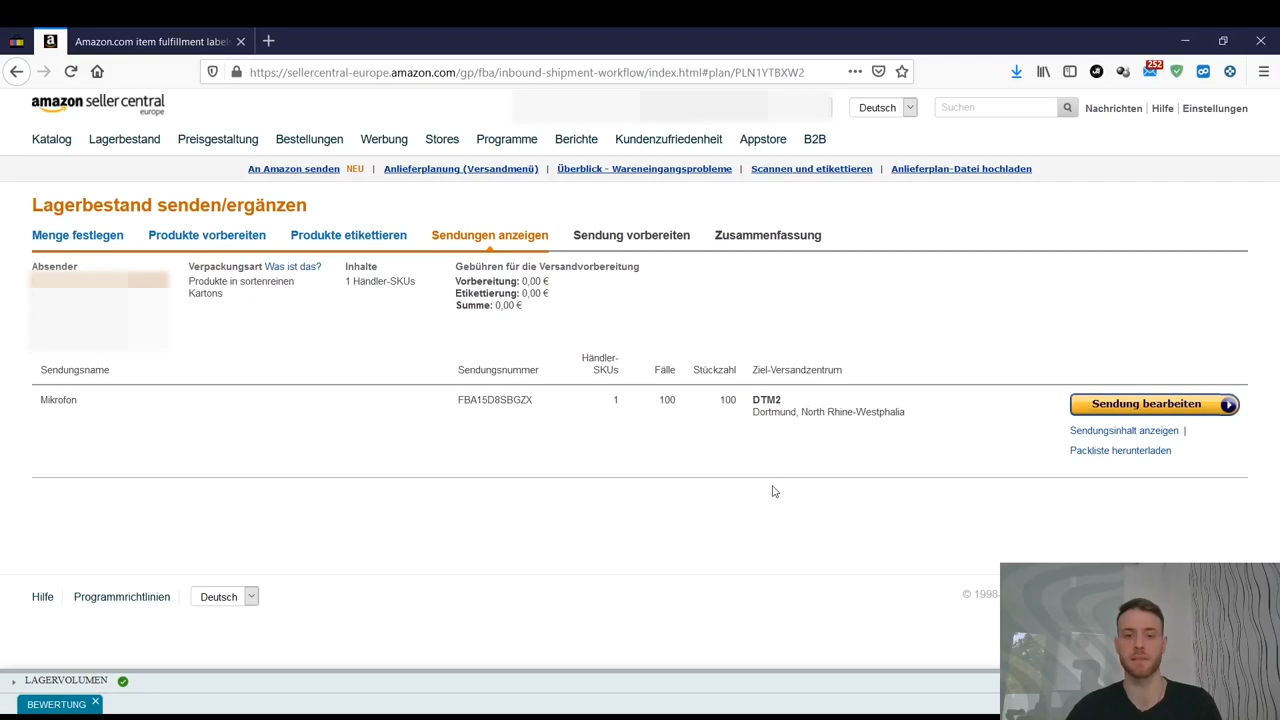 Amazon.com item fulfillment label
https://sellercentral-europe.amazon.com/gp/fba/inbound-shipment-workflow/index.html#plan/PLN1YTBXW2
252
amazon seller central
europe
Deutsch
Suchen
Nachrichten | Hilfe | Einstellungen
Katalog Lagerbestand Preisgestaltung Bestellungen Werbung Stores Programme Berichte Kundenzufriedenheit Appstore B2B
An Amazon senden NEU | Anlieferplanung (Versandmenü) | Überblick - Wareneingangsprobleme | Scannen und etikettieren | Anlieferplan-Datei hochladen
Lagerbestand senden/ergänzen
Menge festlegen Produkte vorbereiten Produkte etikettieren Sendungen anzeigen Sendung vorbereiten Zusammenfassung
Absender
Verpackungsart Was ist das?
Produkte in sortenreinen
Kartons
Inhalte
1 Händler-SKUs
Gebühren für die Versandvorbereitung
Vorbereitung: 0,00 €
Etikettierung: 0,00 €
Summe: 0,00 €
Sendungsname Sendungsnummer Händler-
SKUs Fälle Stückzahl Ziel-Versandzentrum
Mikrofon FBA15D8SBGZX 1 100 100 DTM2
Dortmund, North Rhine-Westphalia
Sendung bearbeiten
Sendungsinhalt anzeigen |
Packliste herunterladen
Hilfe Programmrichtlinien Deutsch
© 1998-
LAGERVOLUMEN
BEWERTUNG